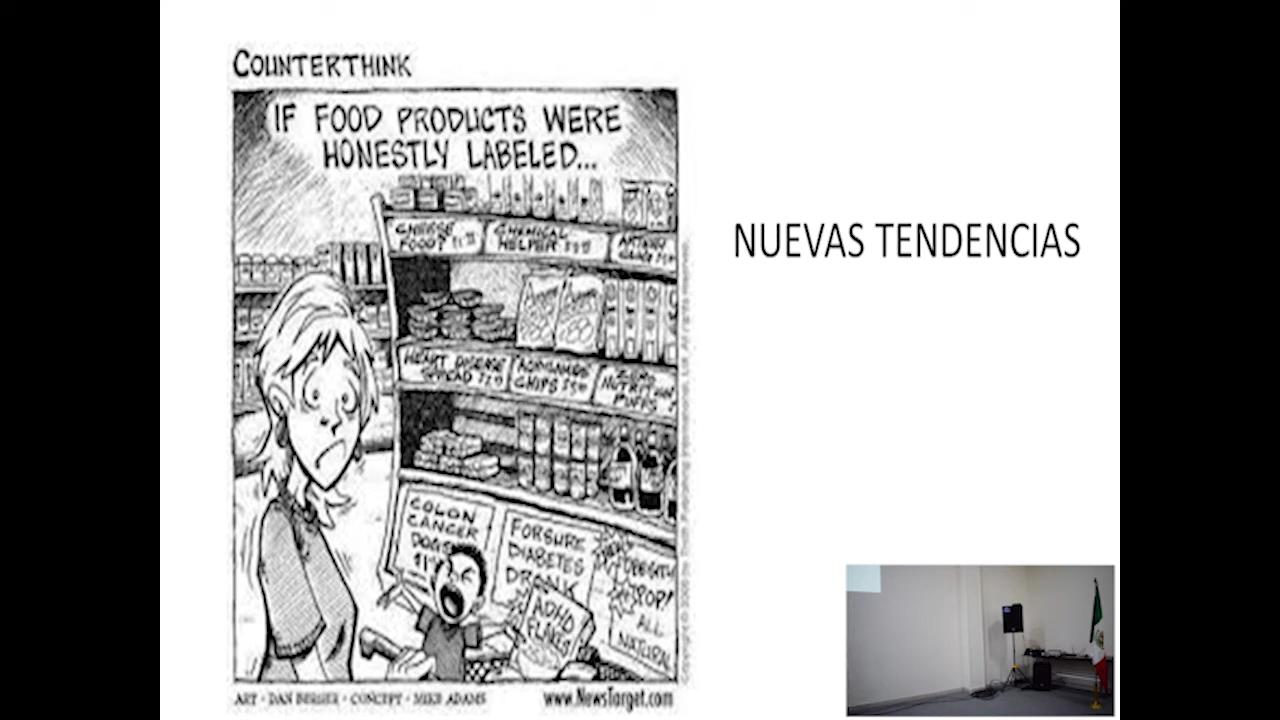 COUNTERTHINK
IF FOOD PRODUCTS WERE
HONESTLY LABELED...
CHEESE
FOOD?
CHEMICAL
HELPER
HEART DISEASE
SPREAD
CHIPS
ZERO
NUTRITION
PUFFS
COLON
CANCER
DOGS
FORSURE
DIABETES
DRINK
OBESITY
POP!
ALL
NATURAL
ADHD
FLAKES
ART - DAN BERGER - CONCEPT - MIKE ADAMS
www.NewsTarget.com
NUEVAS TENDENCIAS